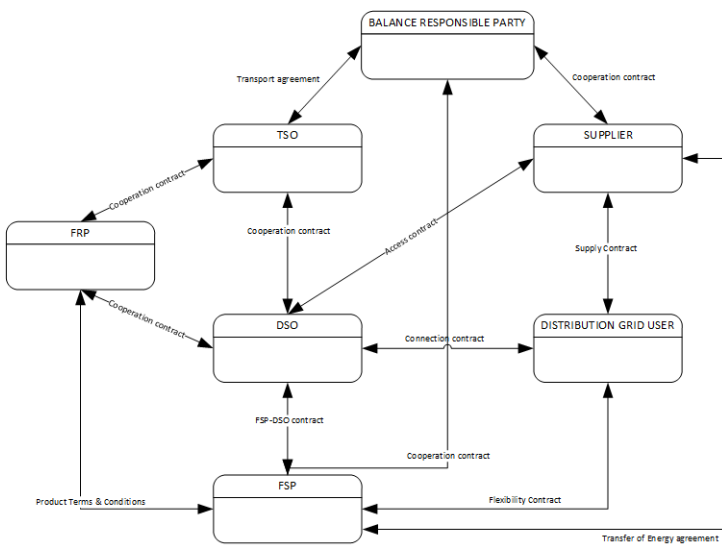 BALANCE RESPONSIBLE PARTY
Transport agreement
Cooperation contract
TSO
SUPPLIER
Cooperation contract
FRP
Cooperation contract
Access contract
Supply Contract
Cooperation contract
DSO
DISTRIBUTION GRID USER
Connection contract
FSP-DSO contract
Cooperation contract
FSP
Product Terms & Conditions
Flexibility Contract
Transfer of Energy agreement